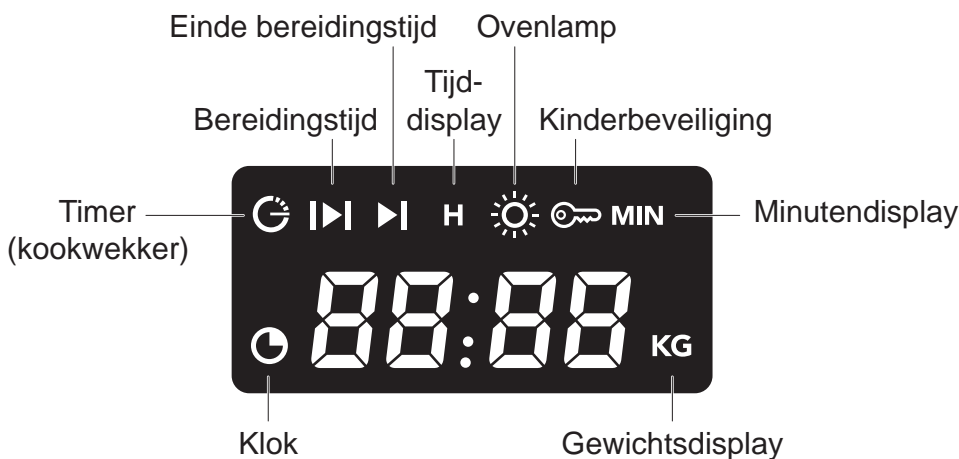 Einde bereidingstijd Ovenlamp
Tijd-
display
Bereidingstijd Kinderbeveiliging
Timer
(kookwekker)
H MIN
Minutendisplay
88:88
KG
Klok Gewichtsdisplay